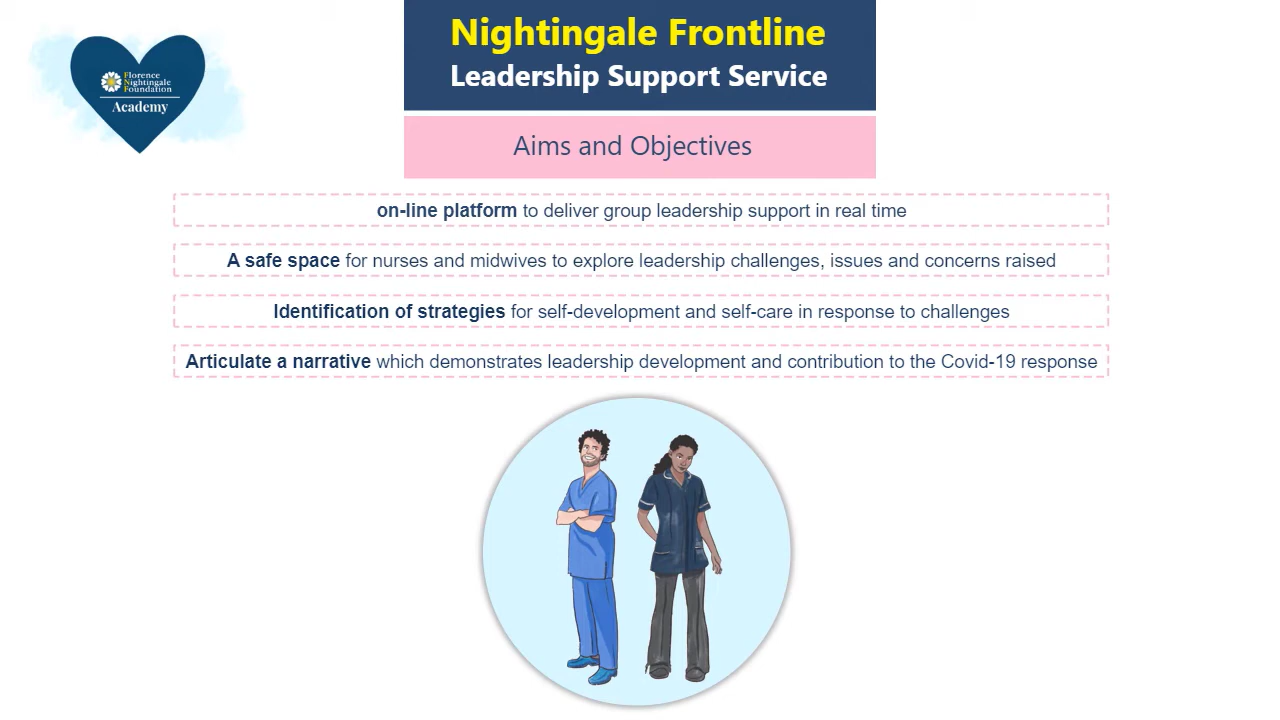 Florence
Nightingale
Foundation
Academy
Nightingale Frontline
Leadership Support Service
Aims and Objectives
on-line platform to deliver group leadership support in real time
A safe space for nurses and midwives to explore leadership challenges, issues and concerns raised
Identification of strategies for self-development and self-care in response to challenges
Articulate a narrative which demonstrates leadership development and contribution to the Covid-19 response